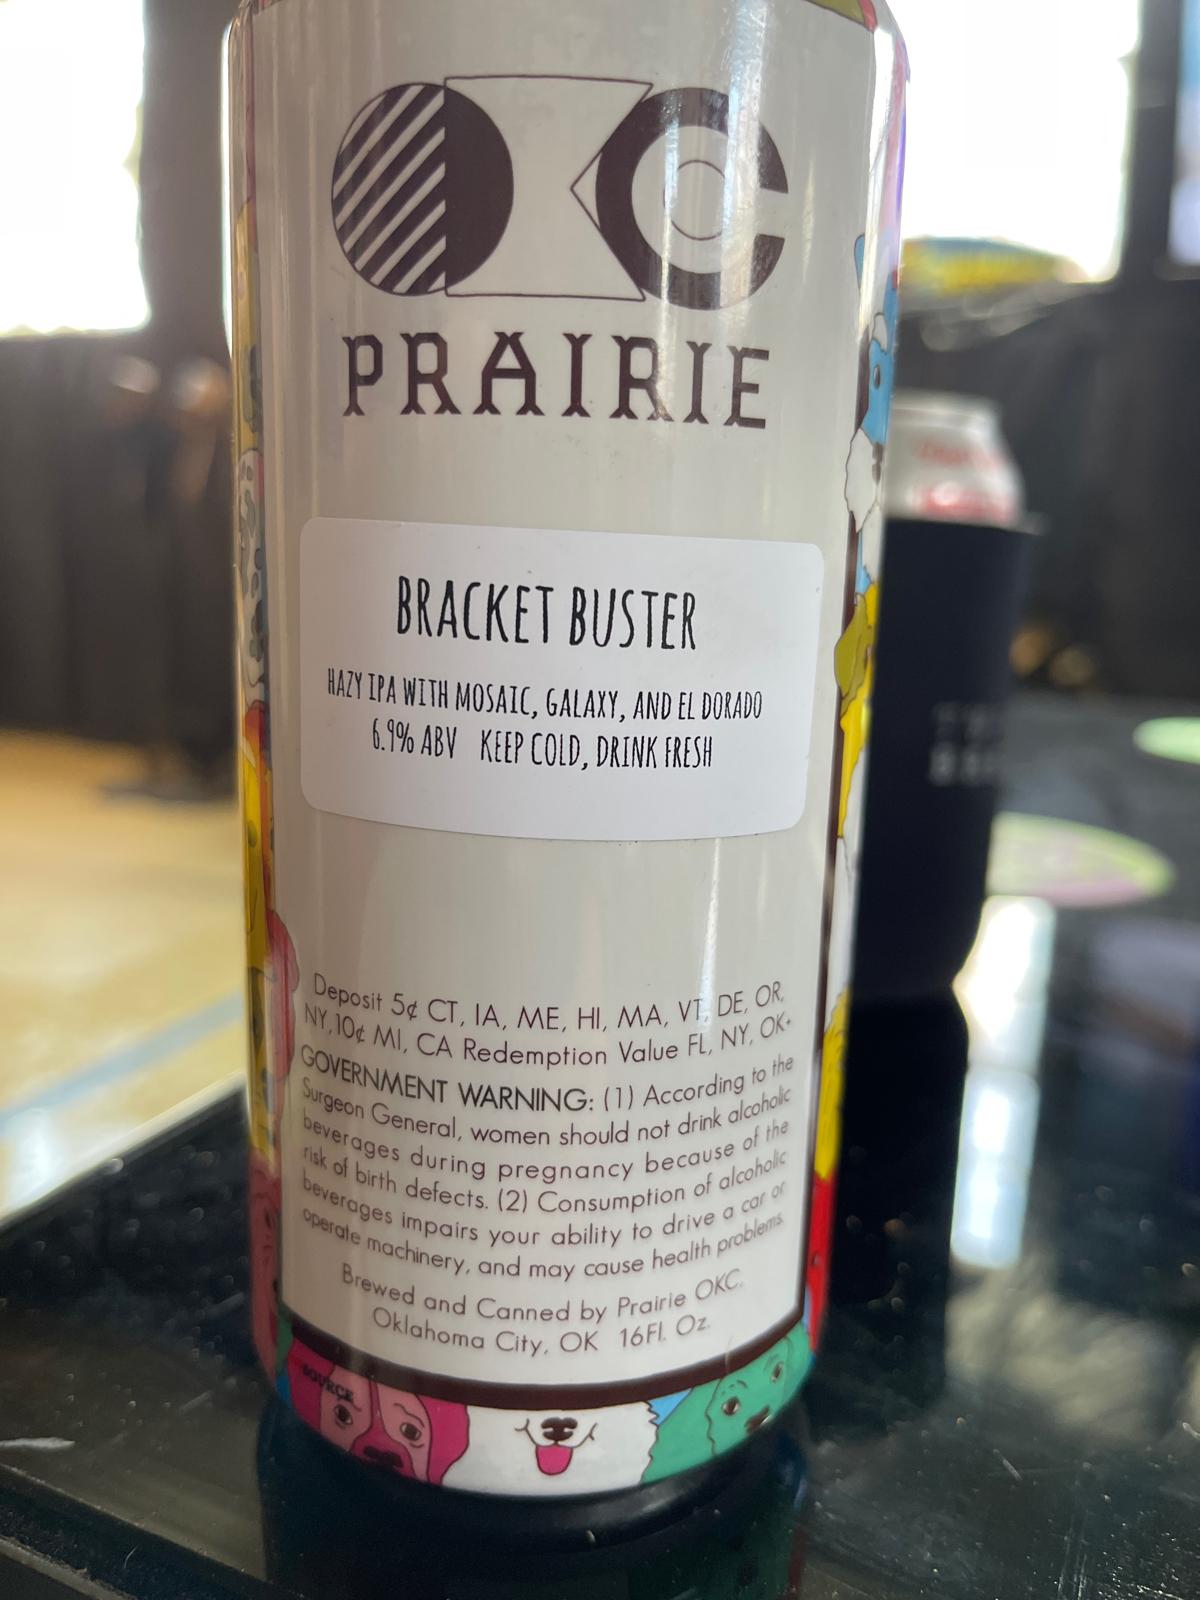 OKC
PRAIRIE
BRACKET BUSTER
HAZY IPA WITH MOSAIC, GALAXY, AND EL DORADO
6.9% ABV KEEP COLD, DRINK FRESH
Deposit 5¢ CT, IA, ME, HI, MA, VT, DE, OR,
NY,10¢ MI, CA Redemption Value FL, NY, OK+
GOVERNMENT WARNING: (1) According to the
Surgeon General, women should not drink alcoholic
beverages during pregnancy because of the
risk of birth defects. (2) Consumption of alcoholic
beverages impairs your ability to drive a car or
operate machinery, and may cause health problems.
Brewed and Canned by Prairie OKC.
Oklahoma City, OK 16Fl. Oz.
SOURCE